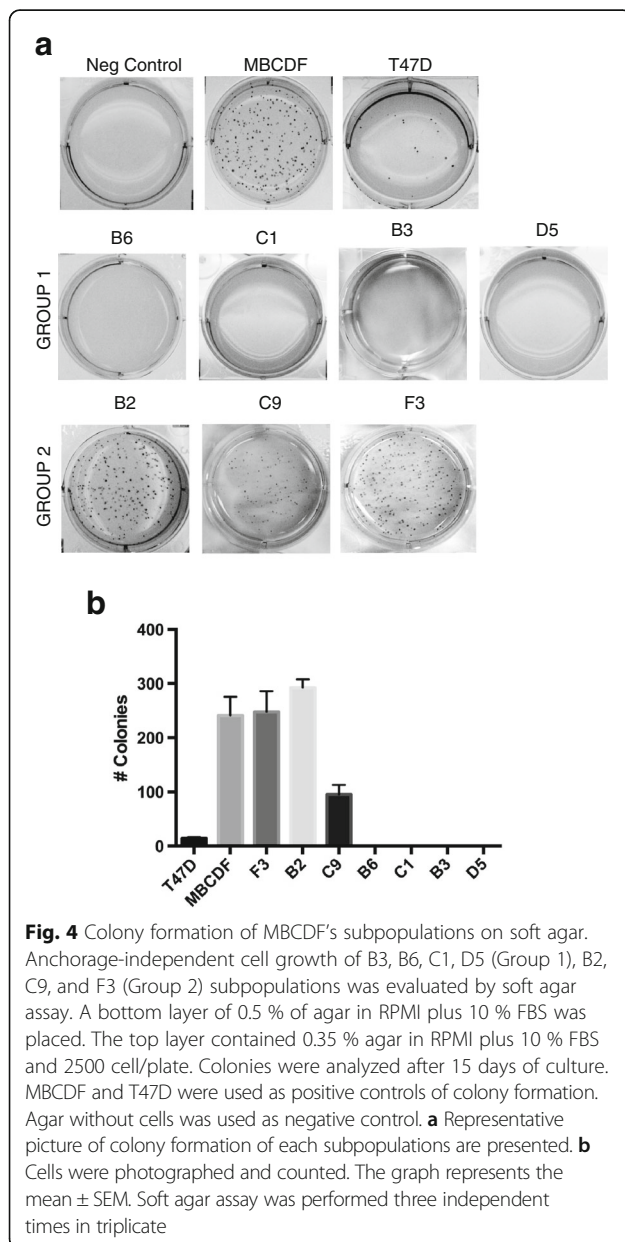 a
Neg Control MBCDF T47D
B6 C1 B3 D5
GROUP 1
B2 C9 F3
GROUP 2
b
400
300
200
100
0
# Colonies
T47D MBCDF F3 B2 C9 B6 C1 B3 D5
Fig. 4 Colony formation of MBCDF's subpopulations on soft agar.
Anchorage-independent cell growth of B3, B6, C1, D5 (Group 1), B2,
C9, and F3 (Group 2) subpopulations was evaluated by soft agar
assay. A bottom layer of 0.5 % of agar in RPMI plus 10 % FBS was
placed. The top layer contained 0.35 % agar in RPMI plus 10 % FBS
and 2500 cell/plate. Colonies were analyzed after 15 days of culture.
MBCDF and T47D were used as positive controls of colony formation.
Agar without cells was used as negative control. a Representative
picture of colony formation of each subpopulations are presented. b
Cells were photographed and counted. The graph represents the
mean ± SEM. Soft agar assay was performed three independent
times in triplicate